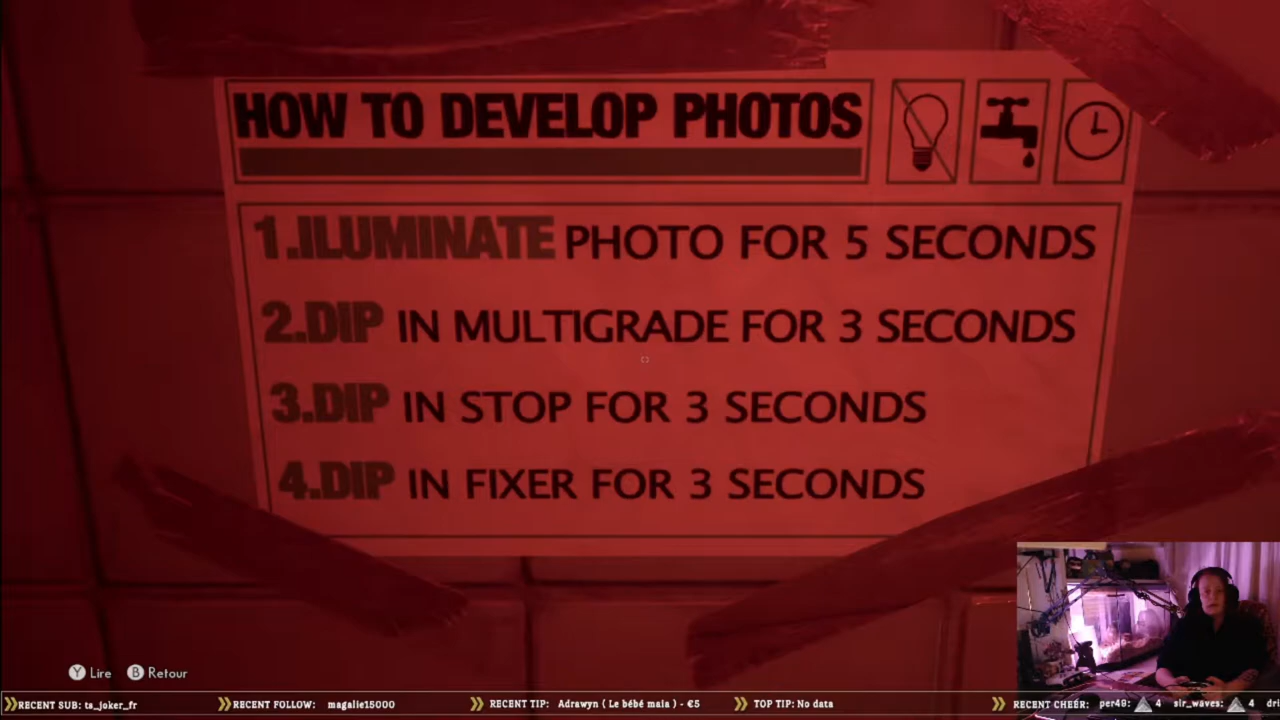 HOW TO DEVELOP PHOTOS
1.ILUMINATE PHOTO FOR 5 SECONDS
2.DIP IN MULTIGRADE FOR 3 SECONDS
3.DIP IN STOP FOR 3 SECONDS
4.DIP IN FIXER FOR 3 SECONDS
Y Lire B Retour
RECENT SUB: ts_joker_fr RECENT FOLLOW: magalie15000 RECENT TIP: Adrawyn ( Le bébé maia ) - €5 TOP TIP: No data RECENT CHEER: per49: 4 sir_waves: 4 dri